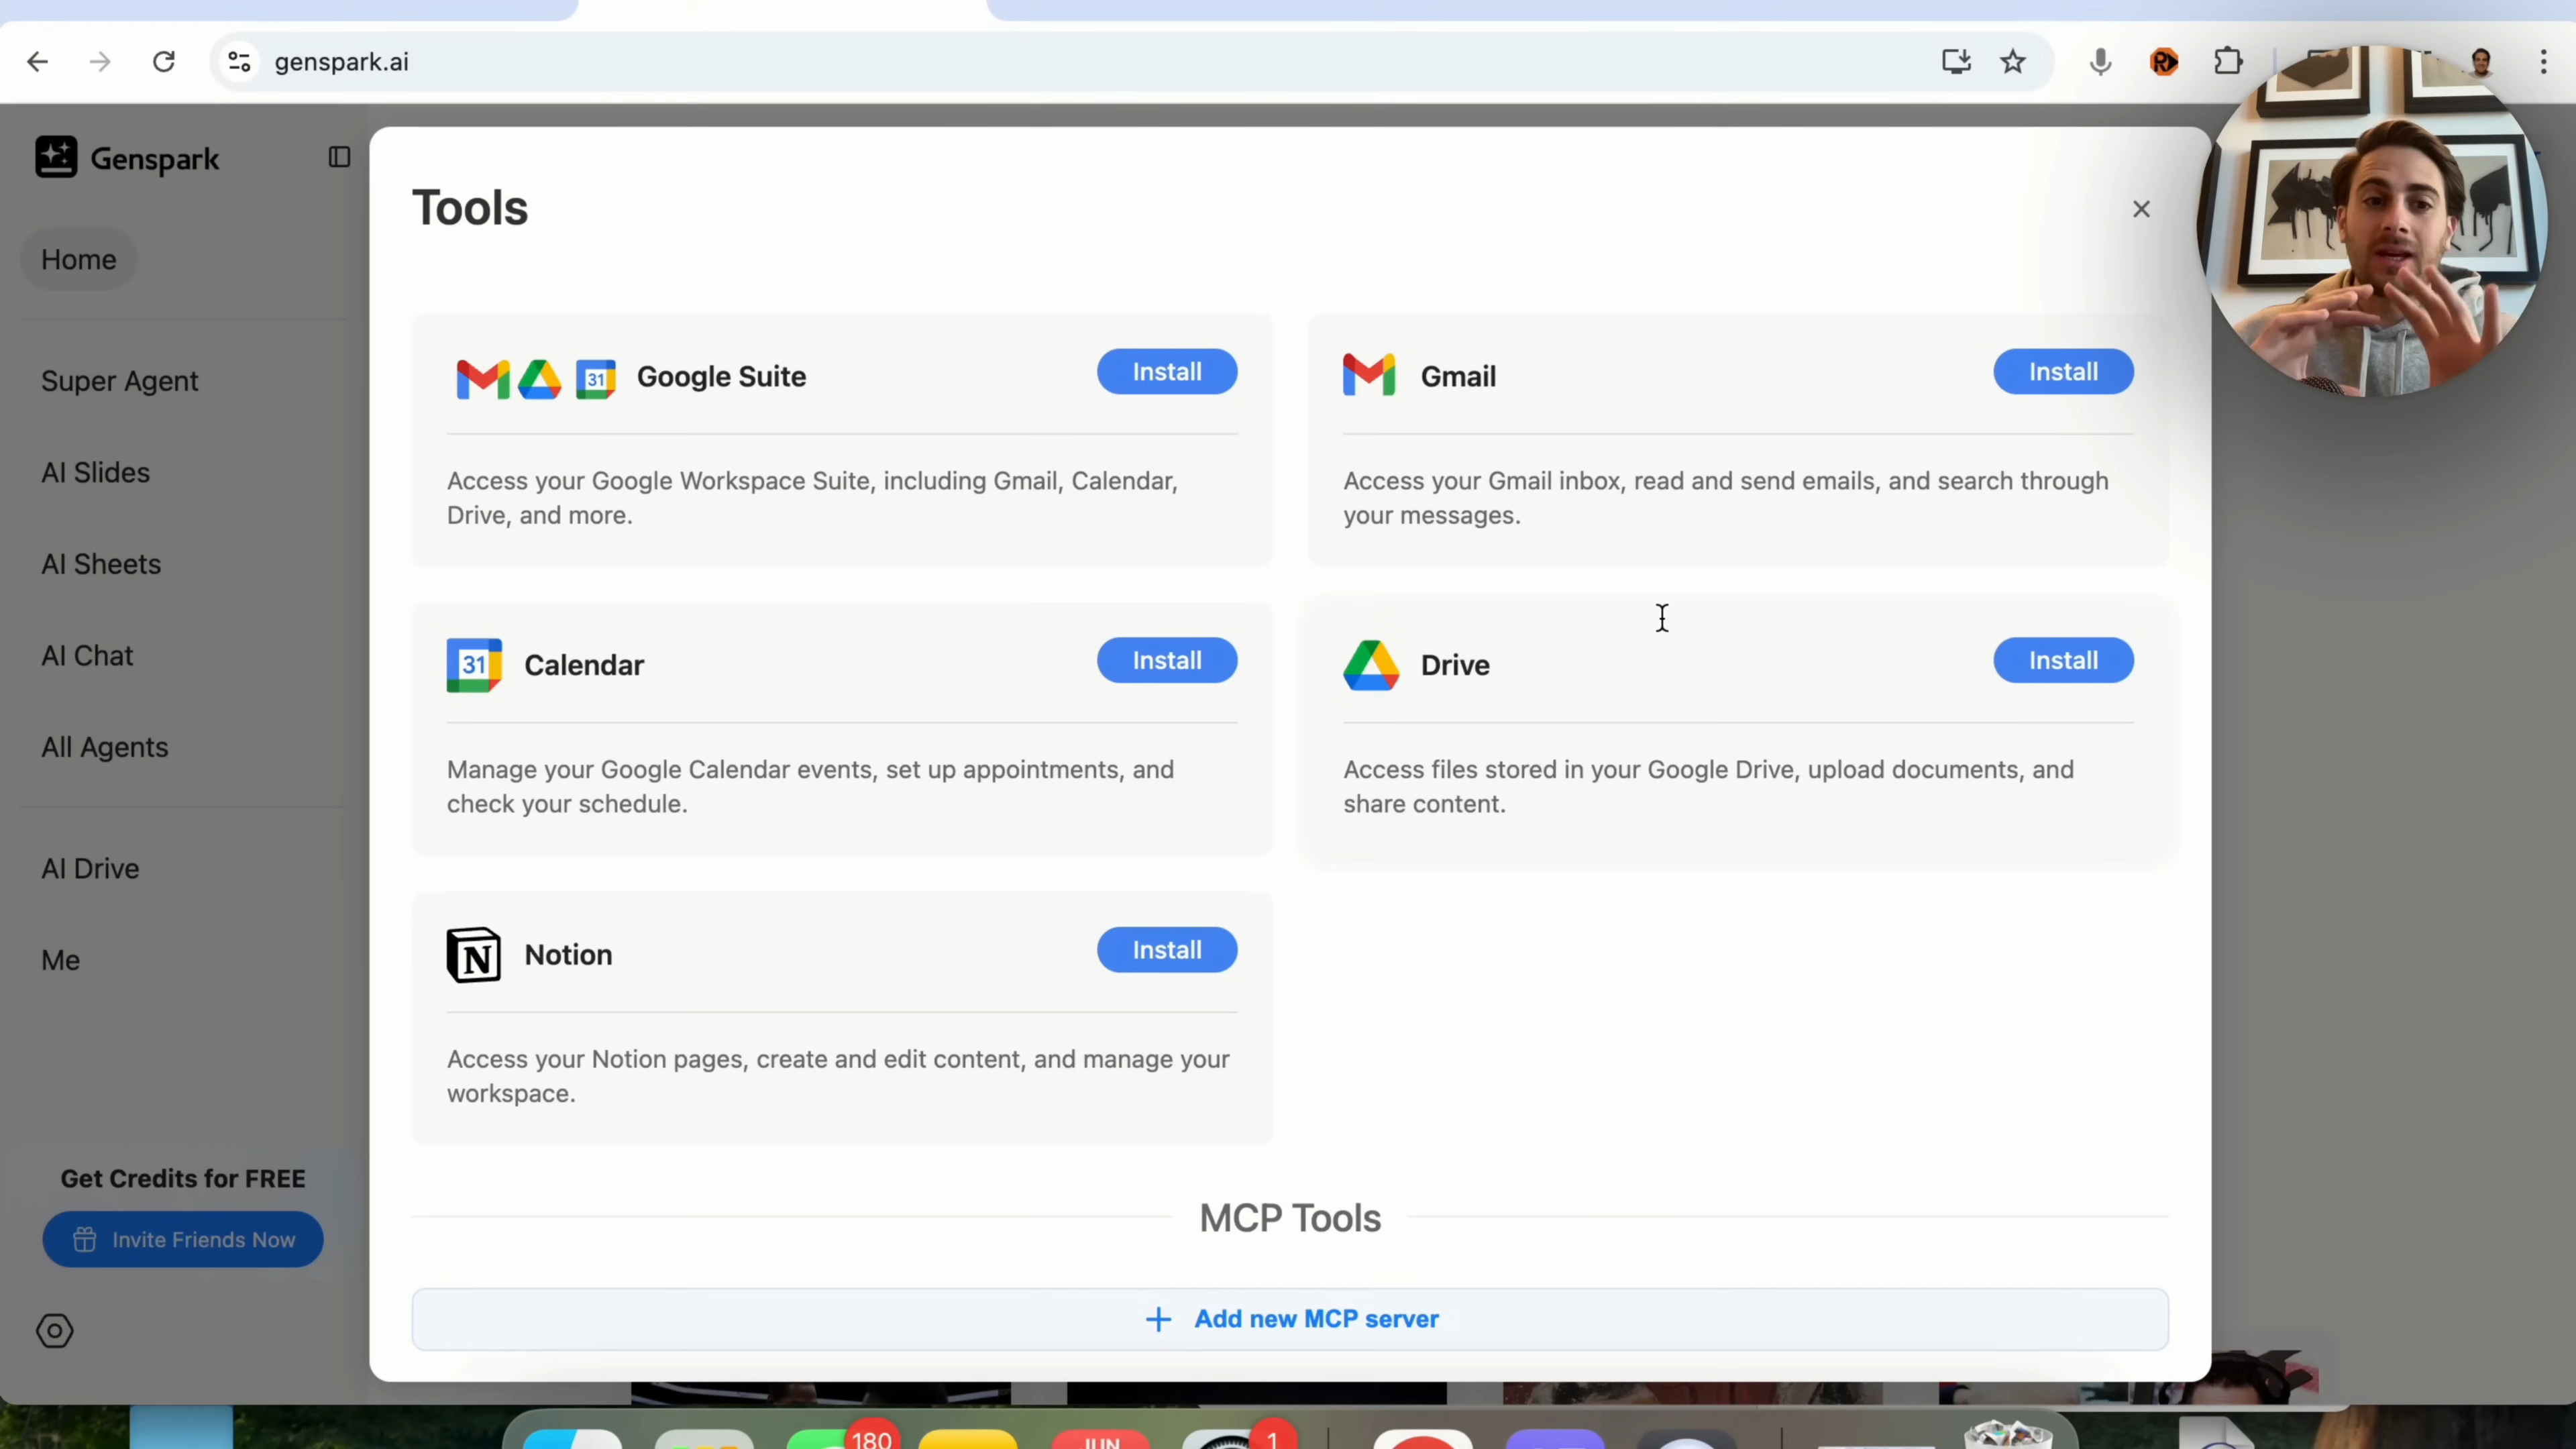 genspark.ai
Genspark
Home
Super Agent
AI Slides
AI Sheets
AI Chat
All Agents
AI Drive
Me
Get Credits for FREE
Invite Friends Now
Tools
Google Suite
Install
Access your Google Workspace Suite, including Gmail, Calendar,
Drive, and more.
Gmail
Install
Access your Gmail inbox, read and send emails, and search through
your messages.
31
Calendar
Install
Manage your Google Calendar events, set up appointments, and
check your schedule.
Drive
Install
Access files stored in your Google Drive, upload documents, and
share content.
Notion
Install
Access your Notion pages, create and edit content, and manage your
workspace.
MCP Tools
Add new MCP server
180
JUN
1